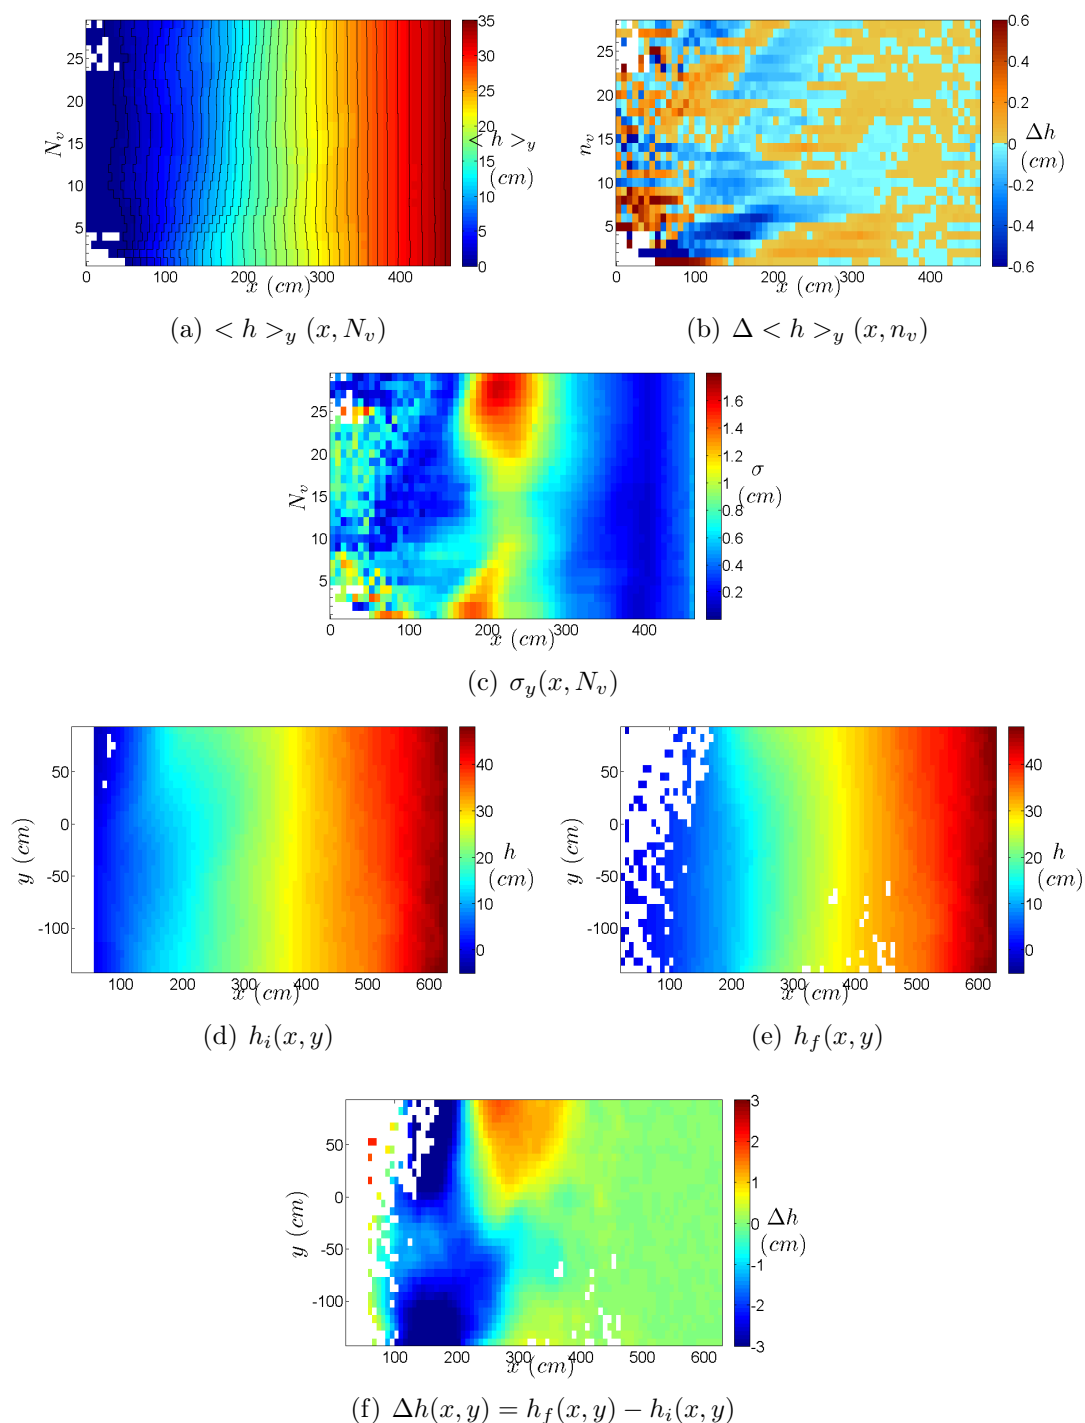 35
30
25
20
15
10
5
0
25
20
15
10
5
N_v
< h >_y
(cm)
0 100 200 300 400
x (cm)
(a) < h >_y (x, N_v)
0.6
0.4
0.2
0
-0.2
-0.4
-0.6
25
20
15
10
5
n_v
Δh
(cm)
0 100 200 300 400
x (cm)
(b) Δ < h >_y (x, n_v)
1.6
1.4
1.2
1
0.8
0.6
0.4
0.2
25
20
15
10
5
N_v
σ
(cm)
0 100 200 300 400
x (cm)
(c) σ_y(x, N_v)
50
0
-50
-100
y (cm)
40
30
20
10
0
h
(cm)
100 200 300 400 500 600
x (cm)
(d) h_i(x, y)
50
0
-50
-100
y (cm)
40
30
20
10
0
h
(cm)
100 200 300 400 500 600
x (cm)
(e) h_f(x, y)
50
0
-50
-100
y (cm)
3
2
1
0
-1
-2
-3
Δh
(cm)
100 200 300 400 500 600
x (cm)
(f) Δh(x, y) = h_f(x, y) − h_i(x, y)